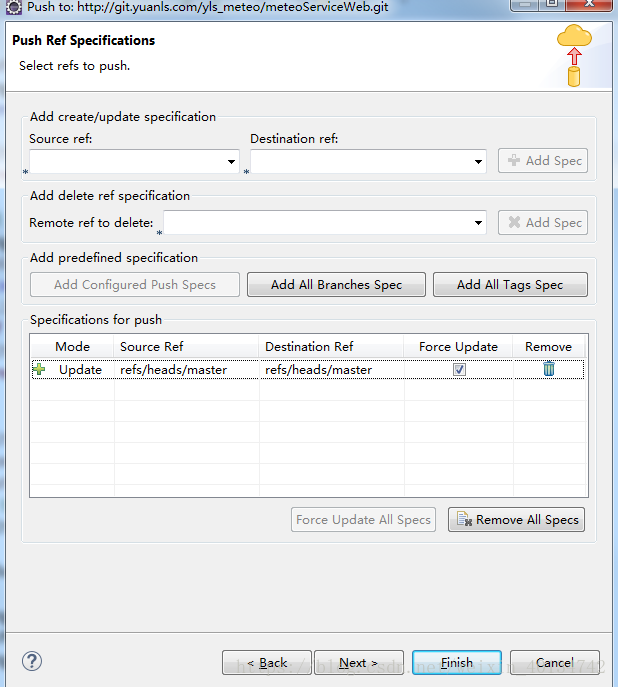 Push to: http://git.yuanls.com/yls_meteo/meteoServiceWeb.git
Push Ref Specifications
Select refs to push.
Add create/update specification
Source ref: Destination ref:
* * Add Spec
Add delete ref specification
Remote ref to delete: * Add Spec
Add predefined specification
Add Configured Push Specs Add All Branches Spec Add All Tags Spec
Specifications for push
Mode Source Ref Destination Ref Force Update Remove
Update refs/heads/master refs/heads/master
Force Update All Specs Remove All Specs
? < Back Next > Finish Cancel